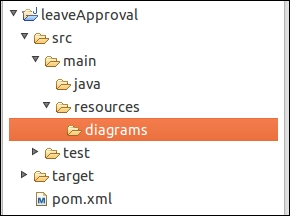 leaveApproval
src
main
java
resources
diagrams
test
target
pom.xml